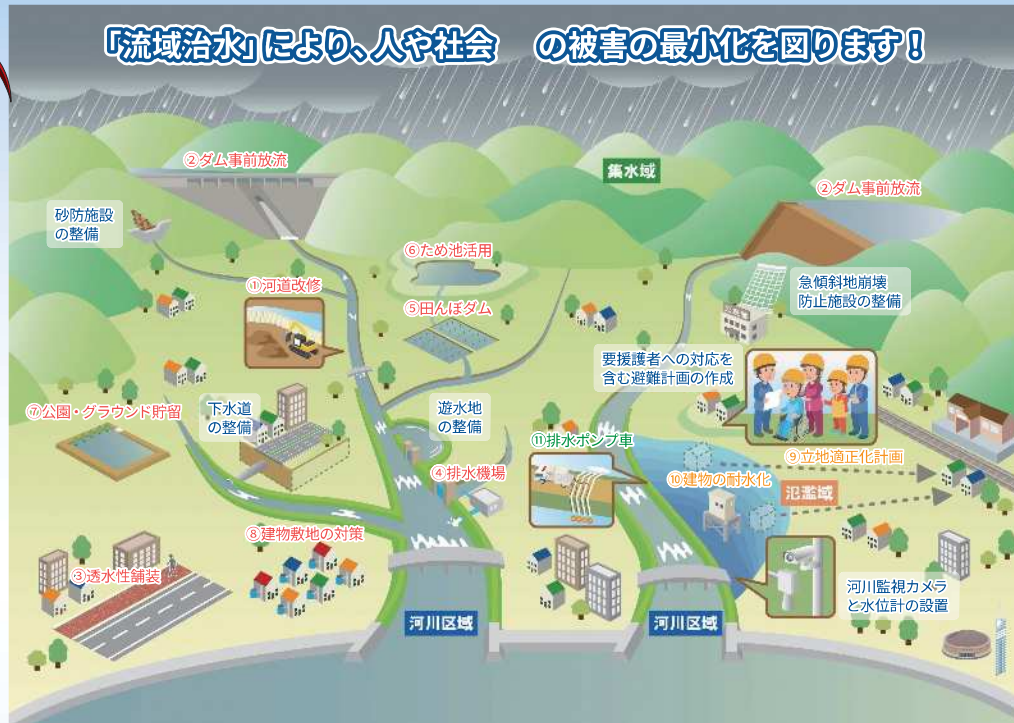 「流域治水」により、人や社会　の被害の最小化を図ります！
②ダム事前放流
集水域
②ダム事前放流
砂防施設
の整備
⑥ため池活用
①河道改修
急傾斜地崩壊
防止施設の整備
⑤田んぼダム
要援護者への対応を
含む避難計画の作成
⑦公園・グラウンド貯留
下水道
の整備
遊水地
の整備
⑪排水ポンプ車
⑨立地適正化計画
④排水機場
⑩建物の耐水化
氾濫域
⑧建物敷地の対策
③透水性舗装
河川監視カメラ
と水位計の設置
河川区域
河川区域